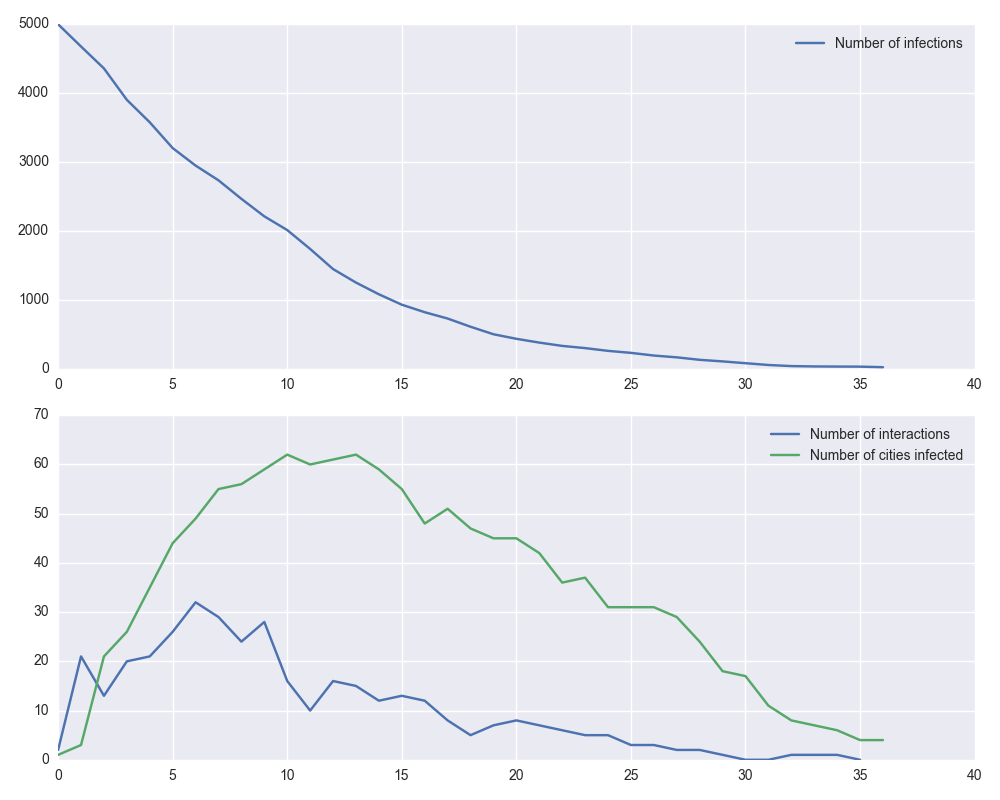 5000
Number of infections
4000
3000
2000
1000
0
0 5 10 15 20 25 30 35 40
70
Number of interactions
60
Number of cities infected
50
40
30
20
10
0
0 5 10 15 20 25 30 35 40